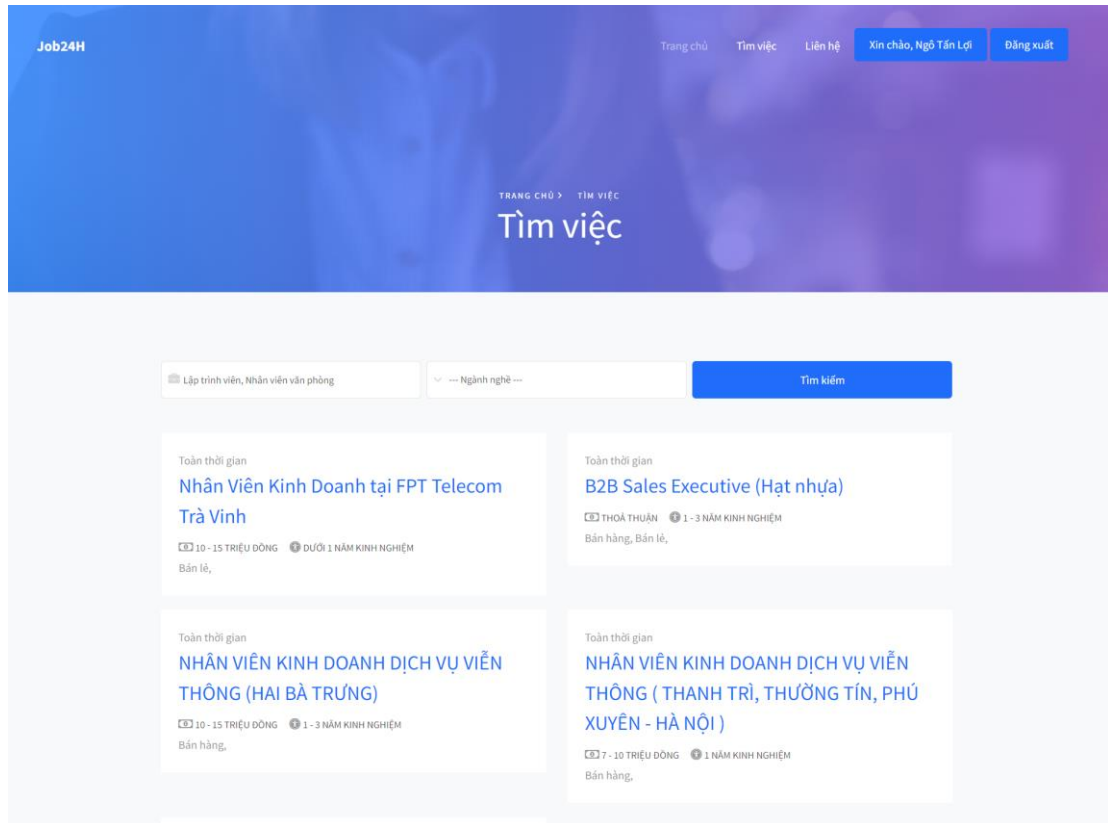 Job24H
Trang chủ
Tìm việc
Liên hệ
Xin chào, Ngô Tấn Lợi
Đăng xuất
TRANG CHỦ > TÌM VIỆC
Tìm việc
Lập trình viên, Nhân viên văn phòng
--- Ngành nghề ---
Tìm kiếm
Toàn thời gian
Nhân Viên Kinh Doanh tại FPT Telecom
Trà Vinh
10 - 15 TRIỆU ĐỒNG DƯỚI 1 NĂM KINH NGHIỆM
Bán lẻ,
Toàn thời gian
B2B Sales Executive (Hạt nhựa)
THOẢ THUẬN 1 - 3 NĂM KINH NGHIỆM
Bán hàng, Bán lẻ,
Toàn thời gian
NHÂN VIÊN KINH DOANH DỊCH VỤ VIỄN
THÔNG (HAI BÀ TRƯNG)
10 - 15 TRIỆU ĐỒNG 1 - 3 NĂM KINH NGHIỆM
Bán hàng,
Toàn thời gian
NHÂN VIÊN KINH DOANH DỊCH VỤ VIỄN
THÔNG ( THANH TRÌ, THƯỜNG TÍN, PHÚ
XUYÊN - HÀ NỘI )
7 - 10 TRIỆU ĐỒNG 1 NĂM KINH NGHIỆM
Bán hàng,